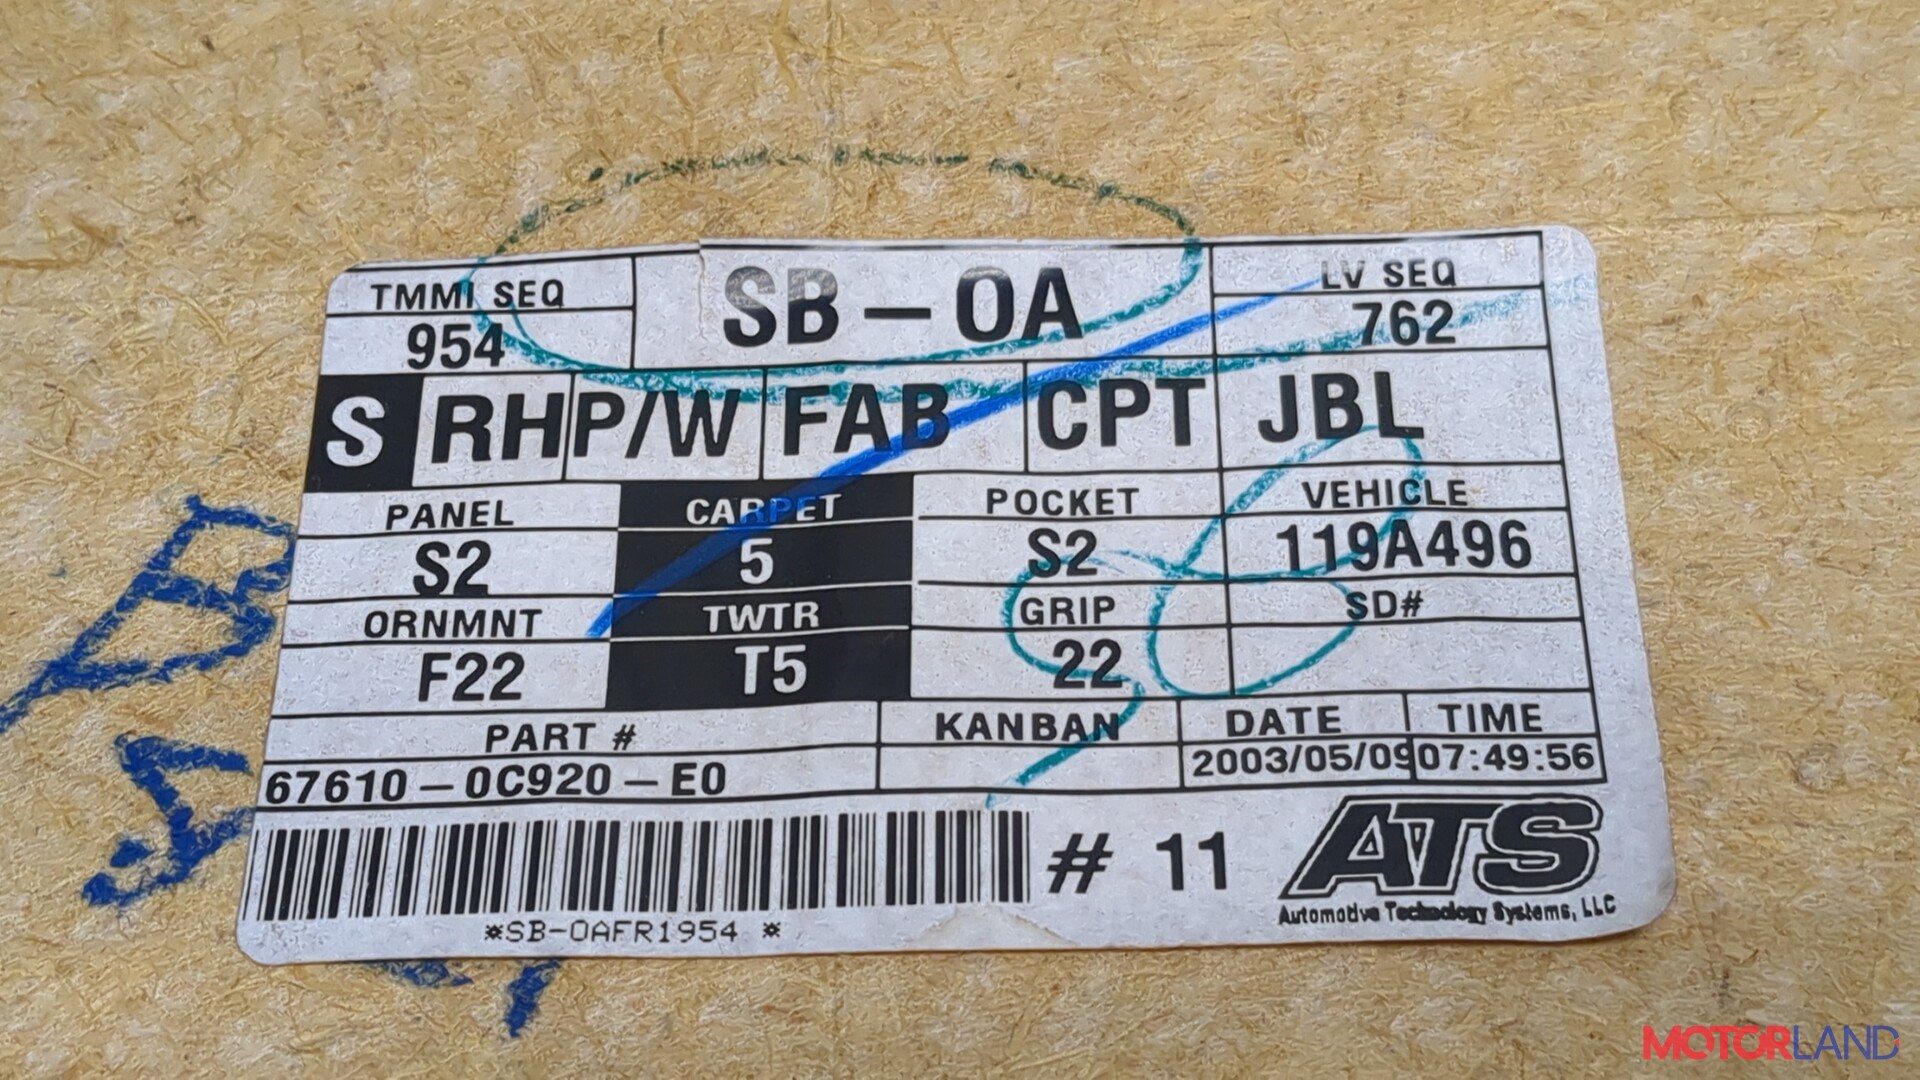 TMMI SEQ SB-0A LV SEQ
954 762
S RH P/W FAB CPT JBL
PANEL CARPET POCKET VEHICLE
S2 5 S2 119A496
ORNMNT TWTR GRIP SD#
F22 T5 22
PART # KANBAN DATE TIME
67610-0C920-E0 2003/05/09 07:49:56
# 11 ATS
Automotive Technology Systems, LLC
*SB-0AFR1954 *
MOTORLAND